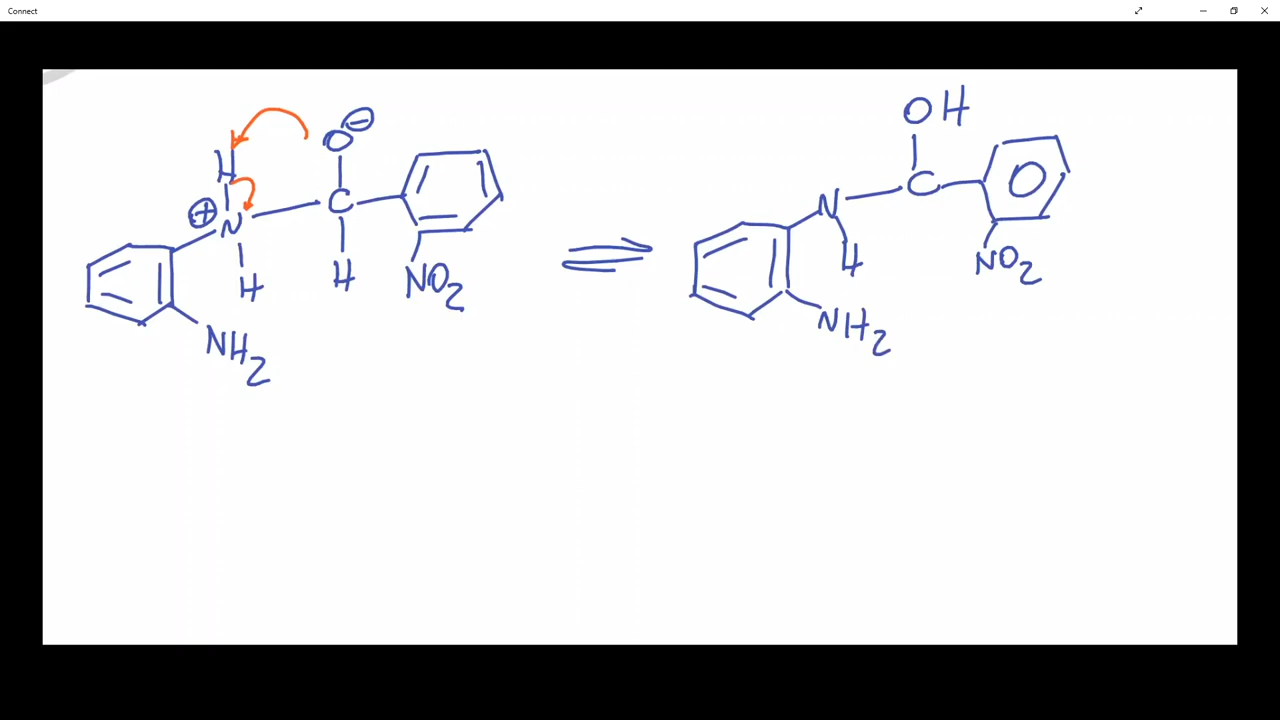 Connect
O⊖ OH
H
⊕ N C N C
H H NO2 H NO2
NH2 NH2